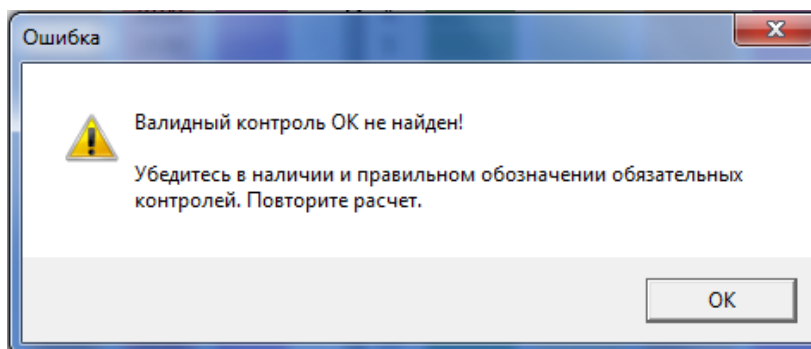 Ошибка
Валидный контроль ОК не найден!
Убедитесь в наличии и правильном обозначении обязательных
контролей. Повторите расчет.
OK